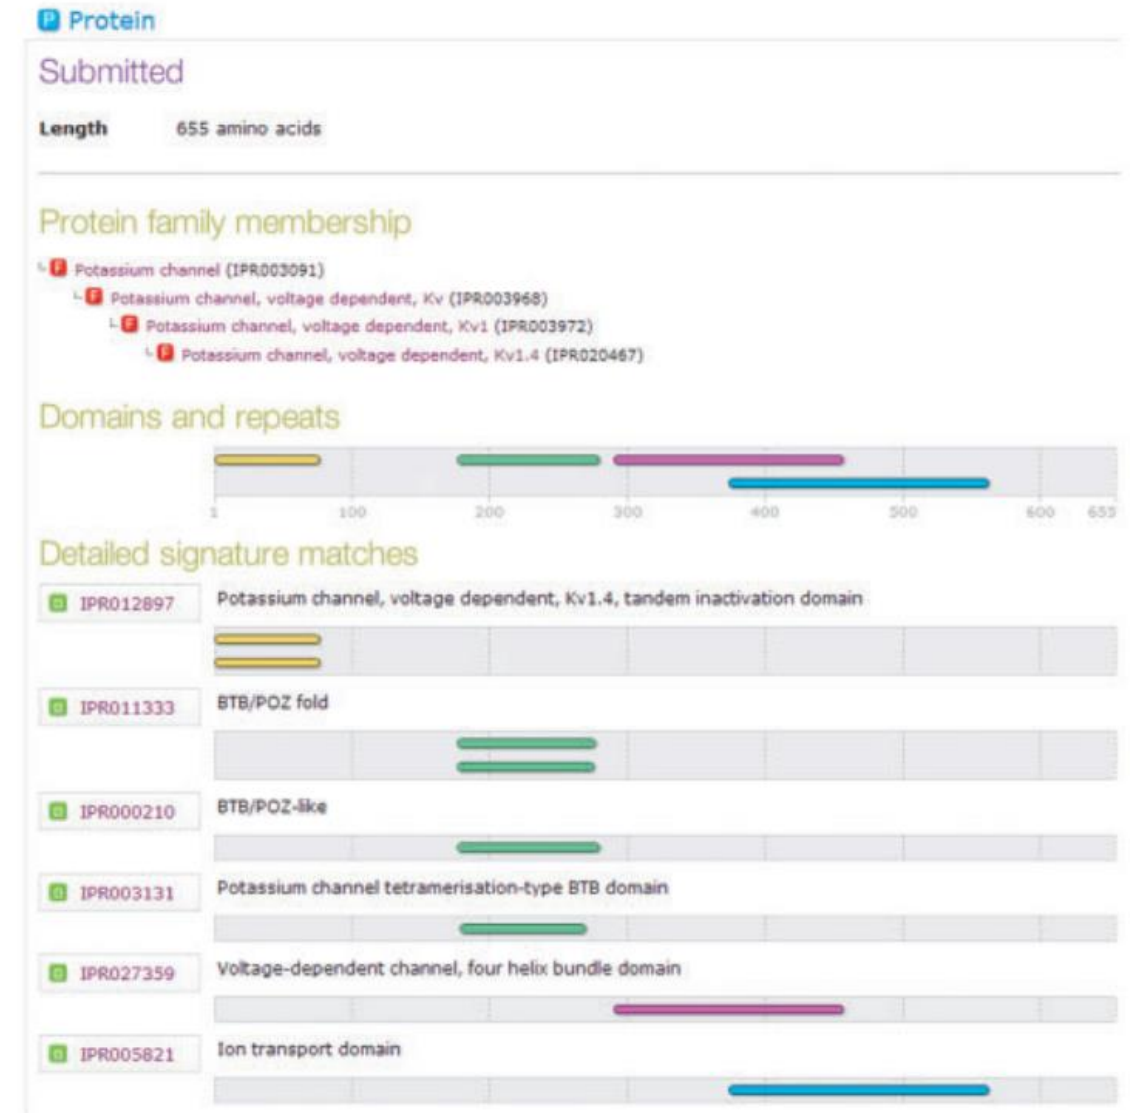 P Protein
Submitted
Length 655 amino acids
Protein family membership
F Potassium channel (IPR003091)
F Potassium channel, voltage dependent, Kv (IPR003968)
F Potassium channel, voltage dependent, Kv1 (IPR003972)
F Potassium channel, voltage dependent, Kv1.4 (IPR020467)
Domains and repeats
1 100 200 300 400 500 600 655
Detailed signature matches
IPR012897 Potassium channel, voltage dependent, Kv1.4, tandem inactivation domain
IPR011333 BTB/POZ fold
IPR000210 BTB/POZ-like
IPR003131 Potassium channel tetramerisation-type BTB domain
IPR027359 Voltage-dependent channel, four helix bundle domain
IPR005821 Ion transport domain